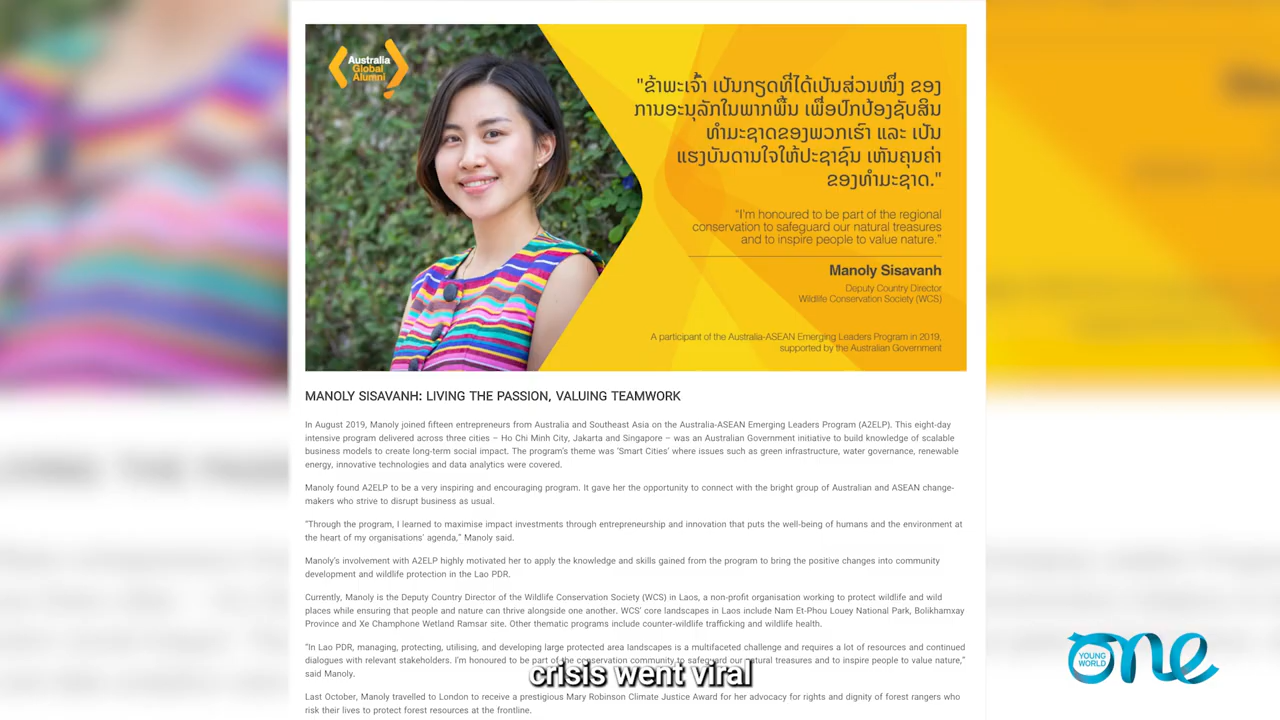 Australia
Global
Alumni
"ຂ້າພະເຈົ້າ ເປັນກຽດທີ່ໄດ້ເປັນສ່ວນໜຶ່ງ ຂອງ
ການອະນຸລັກໃນພາກພື້ນ ເພື່ອປົກປ້ອງຊັບສິນ
ທຳມະຊາດຂອງພວກເຮົາ ແລະ ເປັນ
ແຮງບັນດານໃຈໃຫ້ປະຊາຊົນ ເຫັນຄຸນຄ່າ
ຂອງທຳມະຊາດ."
"I'm honoured to be part of the regional
conservation to safeguard our natural treasures
and to inspire people to value nature."
Manoly Sisavanh
Deputy Country Director
Wildlife Conservation Society (WCS)
A participant of the Australia-ASEAN Emerging Leaders Program in 2019,
supported by the Australian Government
MANOLY SISAVANH: LIVING THE PASSION, VALUING TEAMWORK
In August 2019, Manoly joined fifteen entrepreneurs from Australia and Southeast Asia on the Australia-ASEAN Emerging Leaders Program (A2ELP). This eight-day
intensive program delivered across three cities – Ho Chi Minh City, Jakarta and Singapore – was an Australian Government initiative to build knowledge of scalable
business models to create long-term social impact. The program's theme was 'Smart Cities' where issues such as green infrastructure, water governance, renewable
energy, innovative technologies and data analytics were covered.
Manoly found A2ELP to be a very inspiring and encouraging program. It gave her the opportunity to connect with the bright group of Australian and ASEAN change-
makers who strive to disrupt business as usual.
"Through the program, I learned to maximise impact investments through entrepreneurship and innovation that puts the well-being of humans and the environment at
the heart of my organisations' agenda," Manoly said.
Manoly's involvement with A2ELP highly motivated her to apply the knowledge and skills gained from the program to bring the positive changes into community
development and wildlife protection in the Lao PDR.
Currently, Manoly is the Deputy Country Director of the Wildlife Conservation Society (WCS) in Laos, a non-profit organisation working to protect wildlife and wild
places while ensuring that people and nature can thrive alongside one another. WCS' core landscapes in Laos include Nam Et-Phou Louey National Park, Bolikhamxay
Province and Xe Champhone Wetland Ramsar site. Other thematic programs include counter-wildlife trafficking and wildlife health.
"In Lao PDR, managing, protecting, utilising, and developing large protected area landscapes is a multifaceted challenge and requires a lot of resources and continued
dialogues with relevant stakeholders. I'm honoured to be part of the conservation community to safeguard our natural treasures and to inspire people to value nature,"
said Manoly.
crisis went viral
Last October, Manoly travelled to London to receive a prestigious Mary Robinson Climate Justice Award for her advocacy for rights and dignity of forest rangers who
risk their lives to protect forest resources at the frontline.
YOUNG
WORLD
one